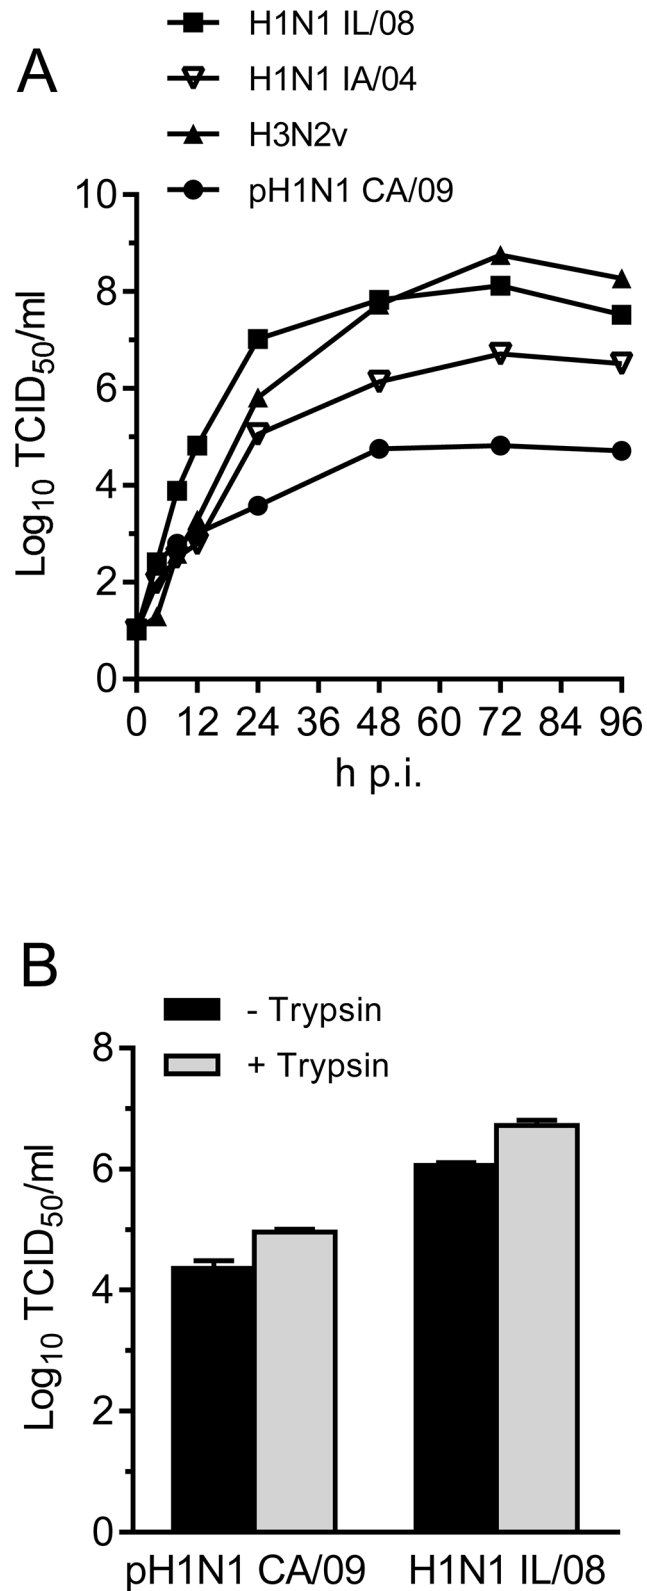 A
H1N1 IL/08
H1N1 IA/04
H3N2v
pH1N1 CA/09
10
8
6
4
2
0
Log10 TCID50/ml
0 12 24 36 48 60 72 84 96
h p.i.
B
- Trypsin
+ Trypsin
8
6
4
2
0
Log10 TCID50/ml
pH1N1 CA/09 H1N1 IL/08